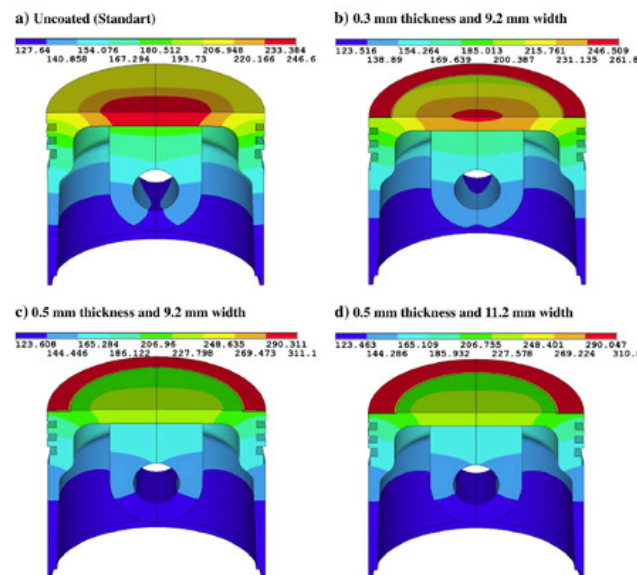 a) Uncoated (Standart)
127.64 154.076 180.512 206.948 233.384
140.858 167.294 193.73 220.166 246.6
b) 0.3 mm thickness and 9.2 mm width
123.516 154.264 185.013 215.761 246.509
138.89 169.639 200.387 231.135 261.8
c) 0.5 mm thickness and 9.2 mm width
123.608 165.284 206.96 248.635 290.311
144.446 186.122 227.798 269.473 311.1
d) 0.5 mm thickness and 11.2 mm width
123.463 165.109 206.755 248.401 290.047
144.286 185.932 227.578 269.224 310.